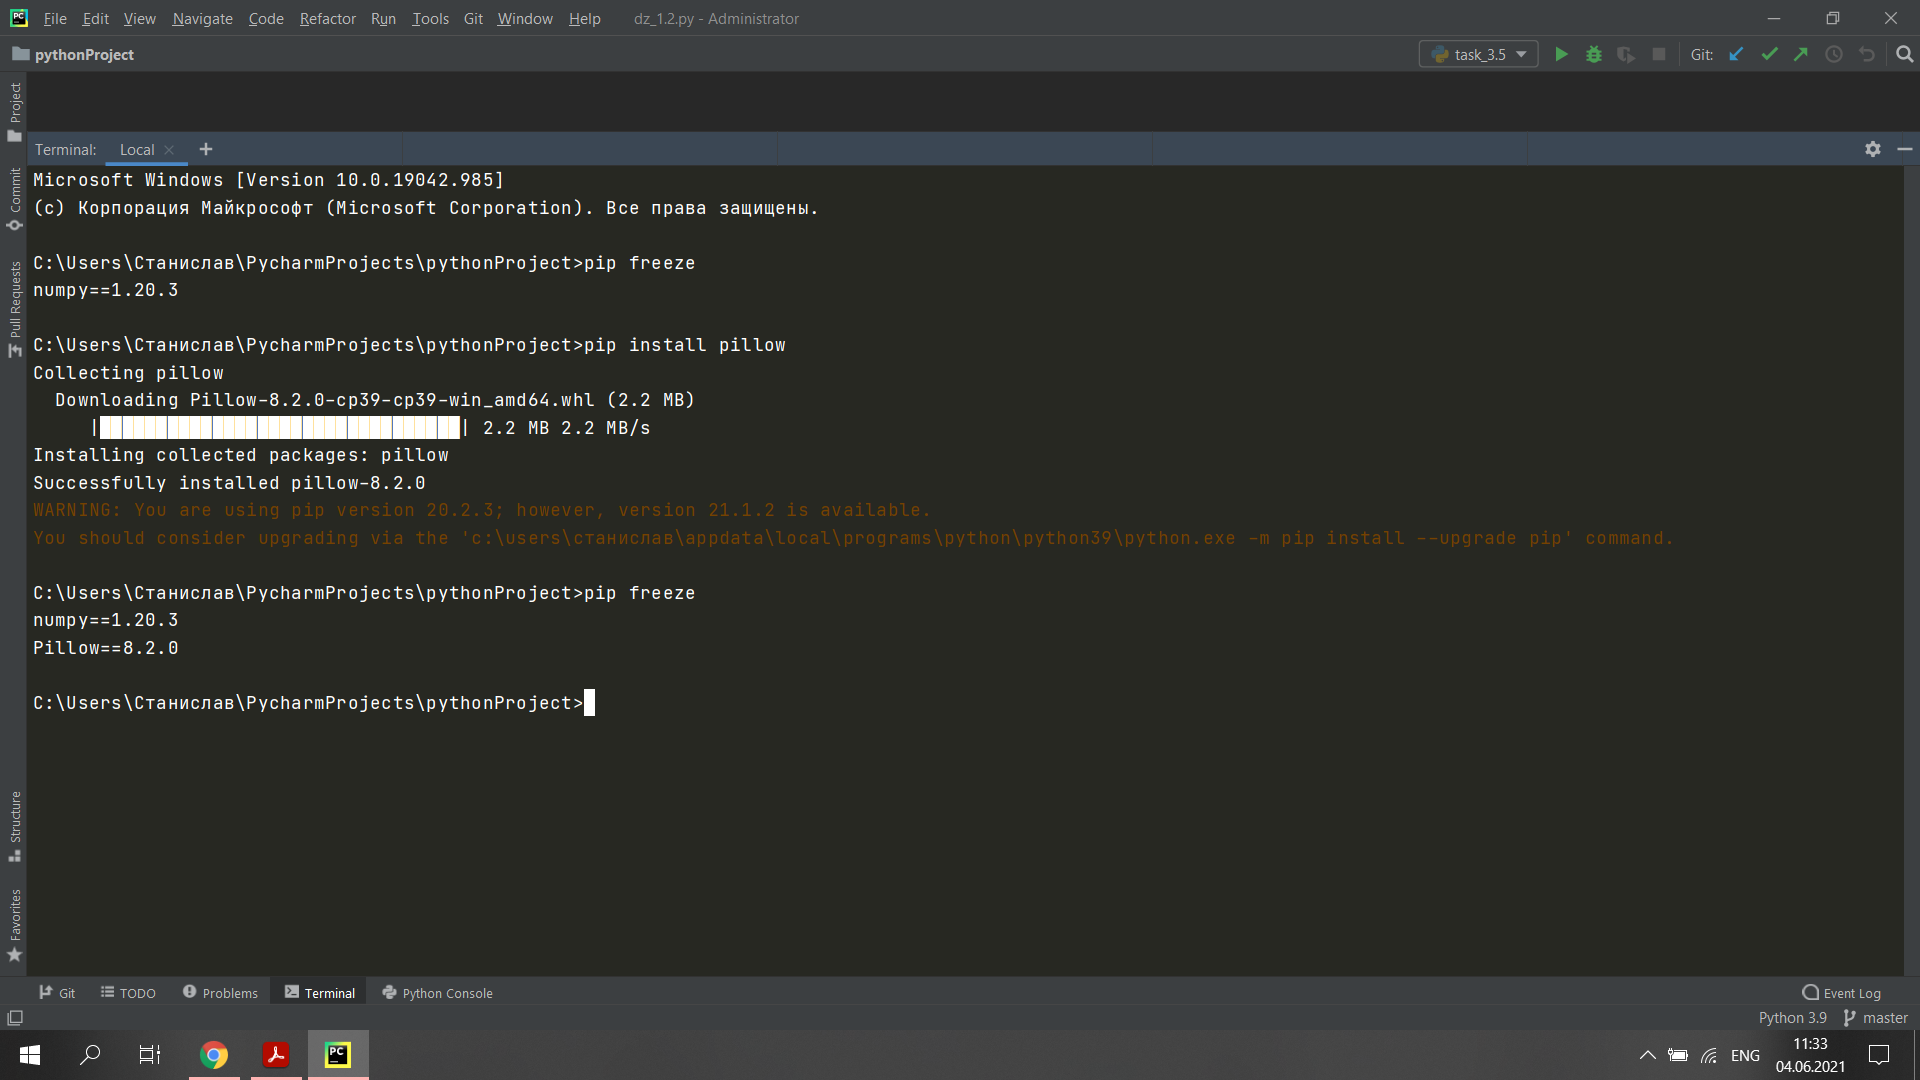 File Edit View Navigate Code Refactor Run Tools Git Window Help dz_1.2.py - Administrator
pythonProject task_3.5 Git:
Project
Commit
Pull Requests
Structure
Favorites
Terminal: Local
Microsoft Windows [Version 10.0.19042.985]
(c) Корпорация Майкрософт (Microsoft Corporation). Все права защищены.
C:\Users\Станислав\PycharmProjects\pythonProject>pip freeze
numpy==1.20.3
C:\Users\Станислав\PycharmProjects\pythonProject>pip install pillow
Collecting pillow
Downloading Pillow-8.2.0-cp39-cp39-win_amd64.whl (2.2 MB)
|████████████████████████████████| 2.2 MB 2.2 MB/s
Installing collected packages: pillow
Successfully installed pillow-8.2.0
WARNING: You are using pip version 20.2.3; however, version 21.1.2 is available.
You should consider upgrading via the 'c:\users\станислав\appdata\local\programs\python\python39\python.exe -m pip install --upgrade pip' command.
C:\Users\Станислав\PycharmProjects\pythonProject>pip freeze
numpy==1.20.3
Pillow==8.2.0
C:\Users\Станислав\PycharmProjects\pythonProject>
Git TODO Problems Terminal Python Console Event Log
Python 3.9 master
PC ENG 11:33
04.06.2021